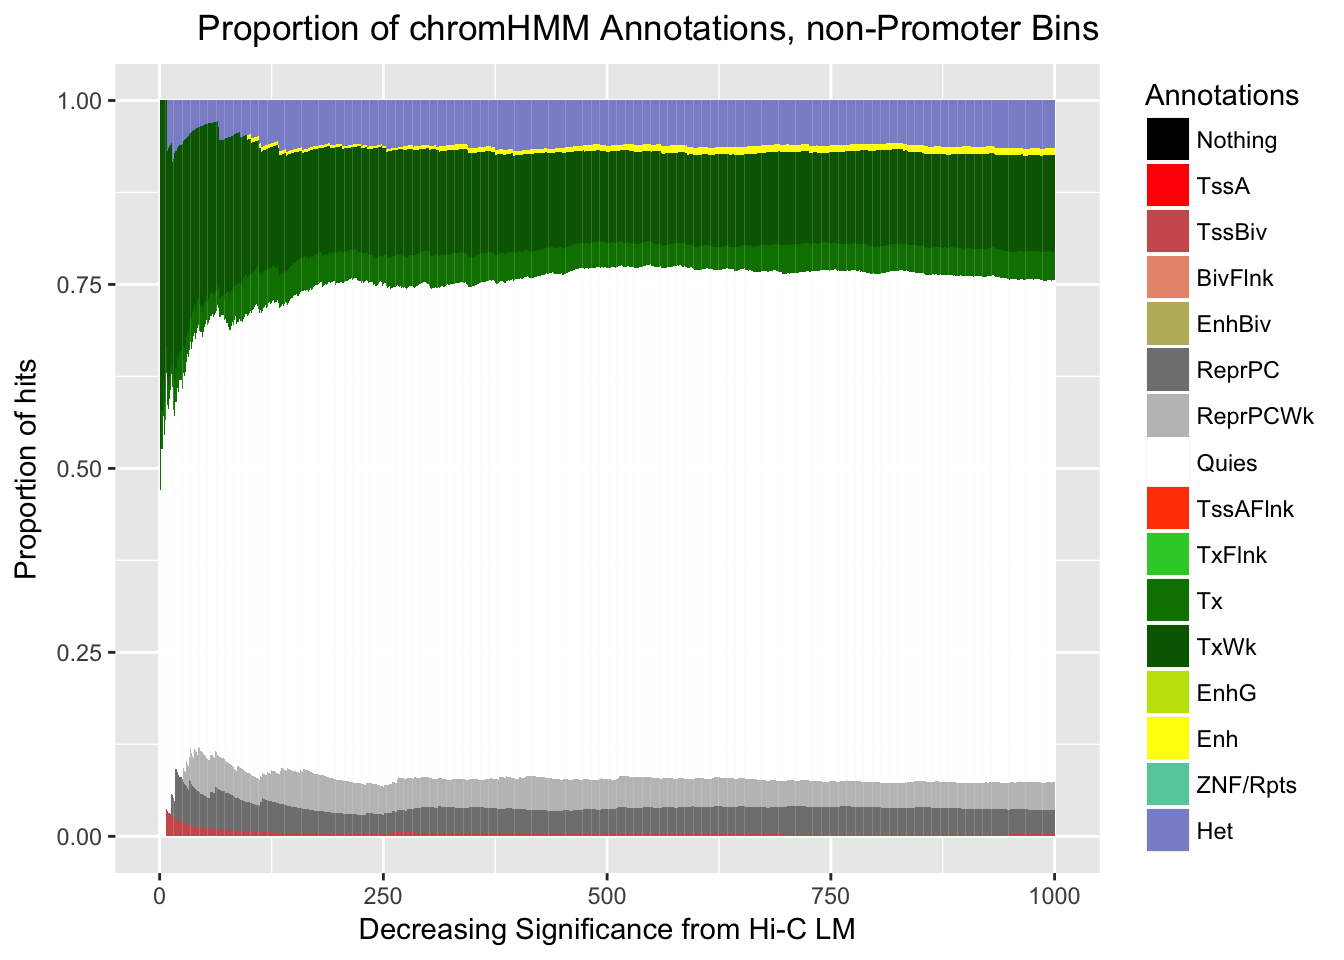 Proportion of chromHMM Annotations, non-Promoter Bins
1.00
0.75
0.50
0.25
0.00
Proportion of hits
0
250
500
750
1000
Decreasing Significance from Hi-C LM
Annotations
Nothing
TssA
TssBiv
BivFlnk
EnhBiv
ReprPC
ReprPCWk
Quies
TssAFlnk
TxFlnk
Tx
TxWk
EnhG
Enh
ZNF/Rpts
Het